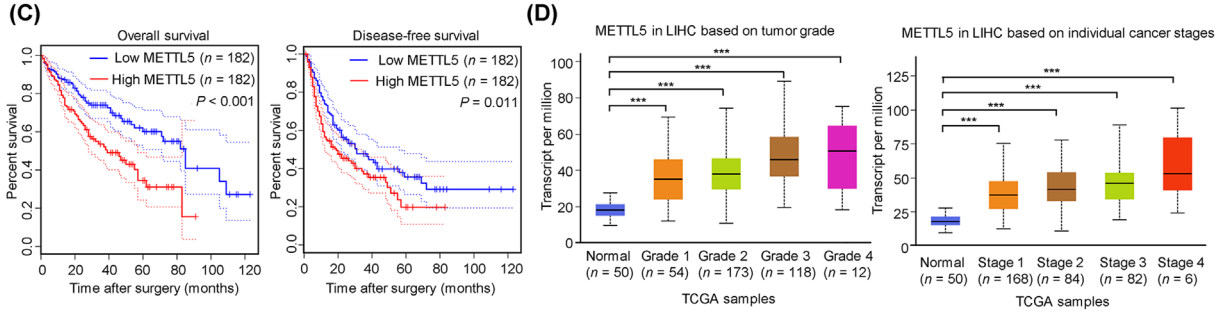 (C)
Overall survival
Low METTL5 (n = 182)
High METTL5 (n = 182)
P < 0.001
Percent survival
1.0
0.8
0.6
0.4
0.2
0.0
0 20 40 60 80 100 120
Time after surgery (months)
Disease-free survival
Low METTL5 (n = 182)
High METTL5 (n = 182)
P = 0.011
Percent survival
1.0
0.8
0.6
0.4
0.2
0.0
0 20 40 60 80 100 120
Time after surgery (months)
(D)
METTL5 in LIHC based on tumor grade
***
***
***
***
Transcript per million
100
80
60
40
20
0
Normal Grade 1 Grade 2 Grade 3 Grade 4
(n = 50) (n = 54) (n = 173) (n = 118) (n = 12)
TCGA samples
METTL5 in LIHC based on individual cancer stages
***
***
***
***
Transcript per million
125
100
75
50
25
0
Normal Stage 1 Stage 2 Stage 3 Stage 4
(n = 50) (n = 168) (n = 84) (n = 82) (n = 6)
TCGA samples